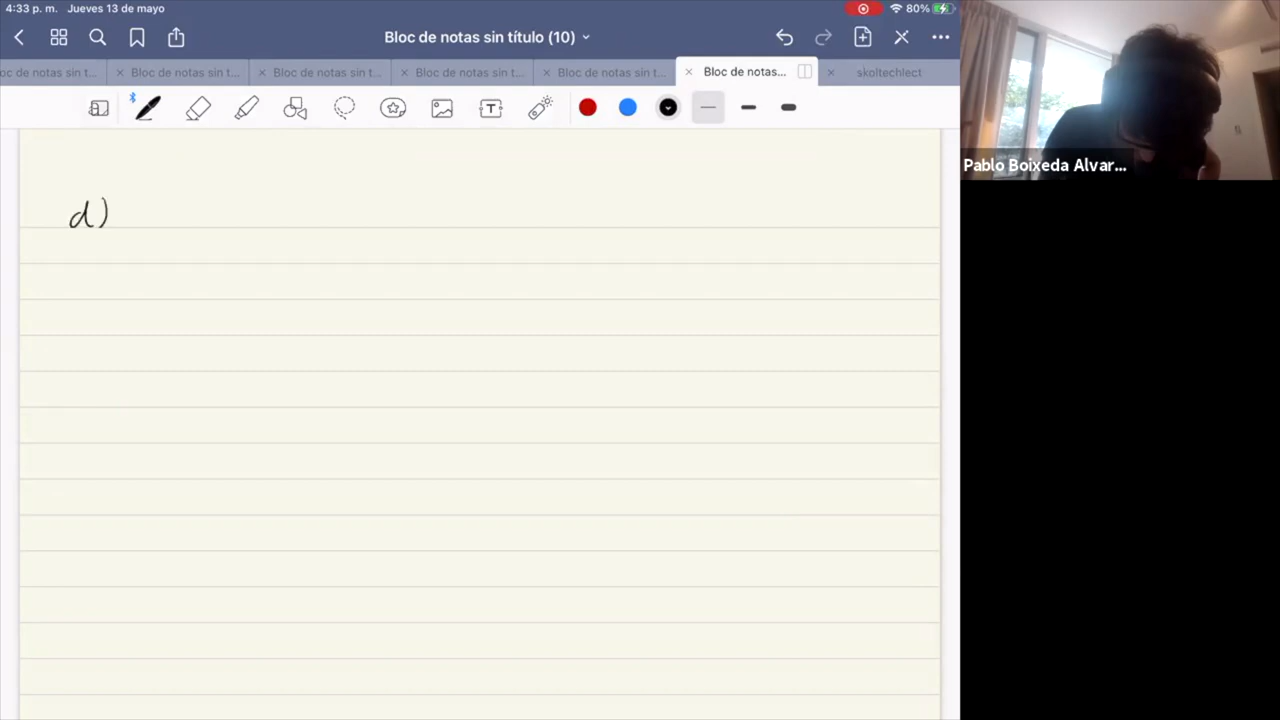 4:33 p. m. Jueves 13 de mayo
80%
Bloc de notas sin título (10)
oc de notas sin t...
Bloc de notas sin t...
Bloc de notas sin t...
Bloc de notas sin t...
Bloc de notas sin t...
Bloc de notas...
skoltechlect
T
Pablo Boixeda Alvar...
d)